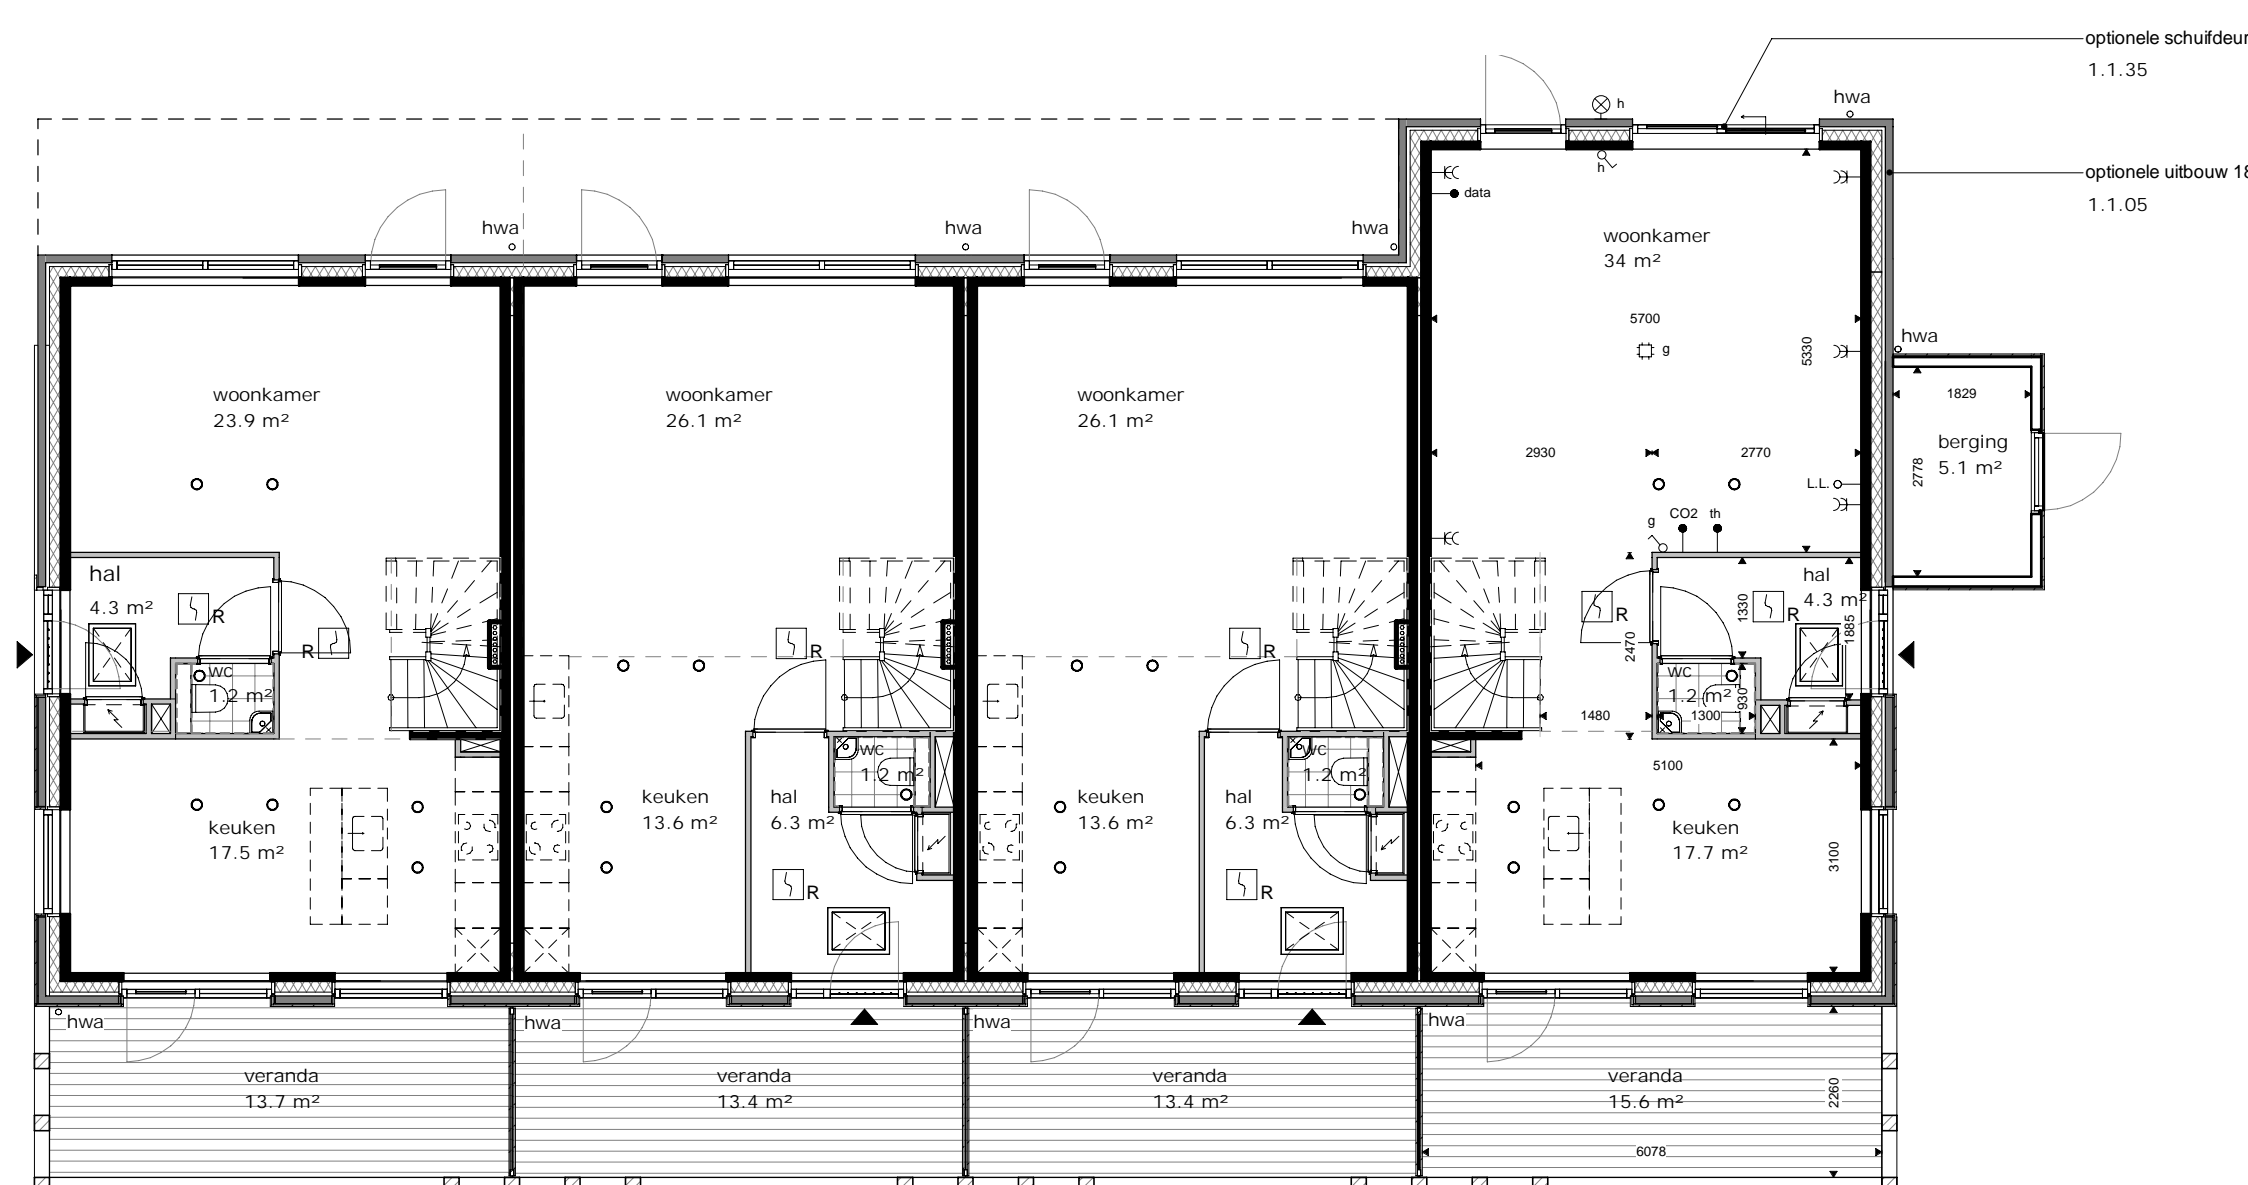 optionele schuifdeur
1.1.35
hwa
h
h
optionele uitbouw 18
1.1.05
data
hwa
hwa
hwa
woonkamer
34 m²
5700
g
5330
hwa
woonkamer
23.9 m²
woonkamer
26.1 m²
woonkamer
26.1 m²
1829
berging
5.1 m²
2778
2930
2770
L.L.
g
CO2
th
hal
4.3 m²
R
R
wc
1.2 m²
R
R
R
R
hal
4.3 m²
1330
1885
2470
wc
1.2 m²
930
1480
1300
5100
wc
1.2 m²
wc
1.2 m²
keuken
17.5 m²
keuken
13.6 m²
hal
6.3 m²
R
keuken
13.6 m²
hal
6.3 m²
R
keuken
17.7 m²
3100
hwa
hwa
hwa
hwa
veranda
13.7 m²
veranda
13.4 m²
veranda
13.4 m²
veranda
15.6 m²
2260
6078